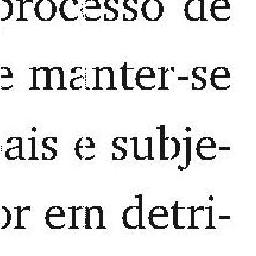 processo de
e manter-se
ais e subje-
or em detri-